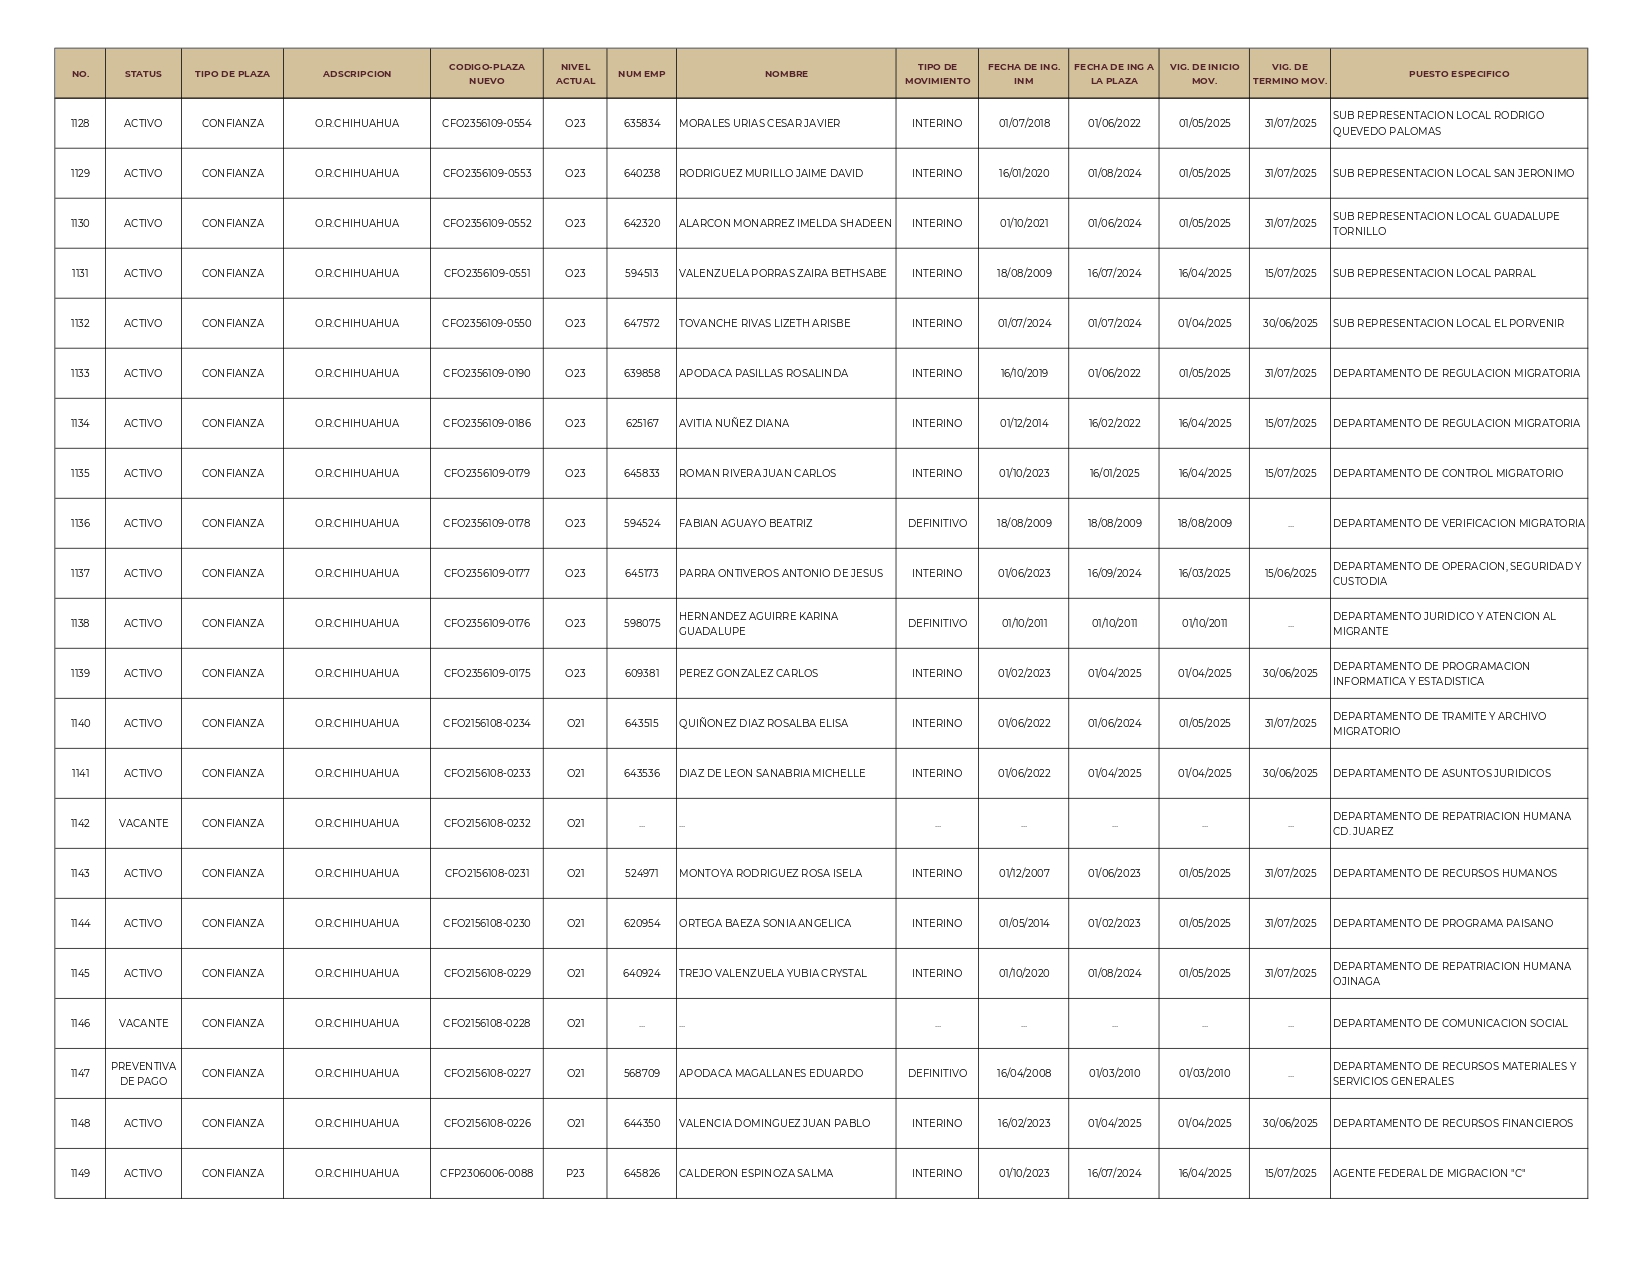 NO. STATUS TIPO DE PLAZA ADSCRIPCION CODIGO-PLAZA NUEVO NIVEL ACTUAL NUM EMP NOMBRE TIPO DE MOVIMIENTO FECHA DE ING. INM FECHA DE ING A LA PLAZA VIG. DE INICIO MOV. VIG. DE TERMINO MOV. PUESTO ESPECIFICO
1128 ACTIVO CONFIANZA O.R.CHIHUAHUA CFO2356109-0554 O23 635834 MORALES URIAS CESAR JAVIER INTERINO 01/07/2018 01/06/2022 01/05/2025 31/07/2025 SUB REPRESENTACION LOCAL RODRIGO QUEVEDO PALOMAS
1129 ACTIVO CONFIANZA O.R.CHIHUAHUA CFO2356109-0553 O23 640238 RODRIGUEZ MURILLO JAIME DAVID INTERINO 16/01/2020 01/08/2024 01/05/2025 31/07/2025 SUB REPRESENTACION LOCAL SAN JERONIMO
1130 ACTIVO CONFIANZA O.R.CHIHUAHUA CFO2356109-0552 O23 642320 ALARCON MONARREZ IMELDA SHADEEN INTERINO 01/10/2021 01/06/2024 01/05/2025 31/07/2025 SUB REPRESENTACION LOCAL GUADALUPE TORNILLO
1131 ACTIVO CONFIANZA O.R.CHIHUAHUA CFO2356109-0551 O23 594513 VALENZUELA PORRAS ZAIRA BETHSABE INTERINO 18/08/2009 16/07/2024 16/04/2025 15/07/2025 SUB REPRESENTACION LOCAL PARRAL
1132 ACTIVO CONFIANZA O.R.CHIHUAHUA CFO2356109-0550 O23 647572 TOVANCHE RIVAS LIZETH ARISBE INTERINO 01/07/2024 01/07/2024 01/04/2025 30/06/2025 SUB REPRESENTACION LOCAL EL PORVENIR
1133 ACTIVO CONFIANZA O.R.CHIHUAHUA CFO2356109-0190 O23 639858 APODACA PASILLAS ROSALINDA INTERINO 16/10/2019 01/06/2022 01/05/2025 31/07/2025 DEPARTAMENTO DE REGULACION MIGRATORIA
1134 ACTIVO CONFIANZA O.R.CHIHUAHUA CFO2356109-0186 O23 625167 AVITIA NUÑEZ DIANA INTERINO 01/12/2014 16/02/2022 16/04/2025 15/07/2025 DEPARTAMENTO DE REGULACION MIGRATORIA
1135 ACTIVO CONFIANZA O.R.CHIHUAHUA CFO2356109-0179 O23 645833 ROMAN RIVERA JUAN CARLOS INTERINO 01/10/2023 16/01/2025 16/04/2025 15/07/2025 DEPARTAMENTO DE CONTROL MIGRATORIO
1136 ACTIVO CONFIANZA O.R.CHIHUAHUA CFO2356109-0178 O23 594524 FABIAN AGUAYO BEATRIZ DEFINITIVO 18/08/2009 18/08/2009 18/08/2009 ... DEPARTAMENTO DE VERIFICACION MIGRATORIA
1137 ACTIVO CONFIANZA O.R.CHIHUAHUA CFO2356109-0177 O23 645173 PARRA ONTIVEROS ANTONIO DE JESUS INTERINO 01/06/2023 16/09/2024 16/03/2025 15/06/2025 DEPARTAMENTO DE OPERACION, SEGURIDAD Y CUSTODIA
1138 ACTIVO CONFIANZA O.R.CHIHUAHUA CFO2356109-0176 O23 598075 HERNANDEZ AGUIRRE KARINA GUADALUPE DEFINITIVO 01/10/2011 01/10/2011 01/10/2011 ... DEPARTAMENTO JURIDICO Y ATENCION AL MIGRANTE
1139 ACTIVO CONFIANZA O.R.CHIHUAHUA CFO2356109-0175 O23 609381 PEREZ GONZALEZ CARLOS INTERINO 01/02/2023 01/04/2025 01/04/2025 30/06/2025 DEPARTAMENTO DE PROGRAMACION INFORMATICA Y ESTADISTICA
1140 ACTIVO CONFIANZA O.R.CHIHUAHUA CFO2156108-0234 O21 643515 QUIÑONEZ DIAZ ROSALBA ELISA INTERINO 01/06/2022 01/06/2024 01/05/2025 31/07/2025 DEPARTAMENTO DE TRAMITE Y ARCHIVO MIGRATORIO
1141 ACTIVO CONFIANZA O.R.CHIHUAHUA CFO2156108-0233 O21 643536 DIAZ DE LEON SANABRIA MICHELLE INTERINO 01/06/2022 01/04/2025 01/04/2025 30/06/2025 DEPARTAMENTO DE ASUNTOS JURIDICOS
1142 VACANTE CONFIANZA O.R.CHIHUAHUA CFO2156108-0232 O21 ... ... ... ... ... ... ... DEPARTAMENTO DE REPATRIACION HUMANA CD. JUAREZ
1143 ACTIVO CONFIANZA O.R.CHIHUAHUA CFO2156108-0231 O21 524971 MONTOYA RODRIGUEZ ROSA ISELA INTERINO 01/12/2007 01/06/2023 01/05/2025 31/07/2025 DEPARTAMENTO DE RECURSOS HUMANOS
1144 ACTIVO CONFIANZA O.R.CHIHUAHUA CFO2156108-0230 O21 620954 ORTEGA BAEZA SONIA ANGELICA INTERINO 01/05/2014 01/02/2023 01/05/2025 31/07/2025 DEPARTAMENTO DE PROGRAMA PAISANO
1145 ACTIVO CONFIANZA O.R.CHIHUAHUA CFO2156108-0229 O21 640924 TREJO VALENZUELA YUBIA CRYSTAL INTERINO 01/10/2020 01/08/2024 01/05/2025 31/07/2025 DEPARTAMENTO DE REPATRIACION HUMANA OJINAGA
1146 VACANTE CONFIANZA O.R.CHIHUAHUA CFO2156108-0228 O21 ... ... ... ... ... ... ... DEPARTAMENTO DE COMUNICACION SOCIAL
1147 PREVENTIVA DE PAGO CONFIANZA O.R.CHIHUAHUA CFO2156108-0227 O21 568709 APODACA MAGALLANES EDUARDO DEFINITIVO 16/04/2008 01/03/2010 01/03/2010 ... DEPARTAMENTO DE RECURSOS MATERIALES Y SERVICIOS GENERALES
1148 ACTIVO CONFIANZA O.R.CHIHUAHUA CFO2156108-0226 O21 644350 VALENCIA DOMINGUEZ JUAN PABLO INTERINO 16/02/2023 01/04/2025 01/04/2025 30/06/2025 DEPARTAMENTO DE RECURSOS FINANCIEROS
1149 ACTIVO CONFIANZA O.R.CHIHUAHUA CFP2306006-0088 P23 645826 CALDERON ESPINOZA SALMA INTERINO 01/10/2023 16/07/2024 16/04/2025 15/07/2025 AGENTE FEDERAL DE MIGRACION "C"